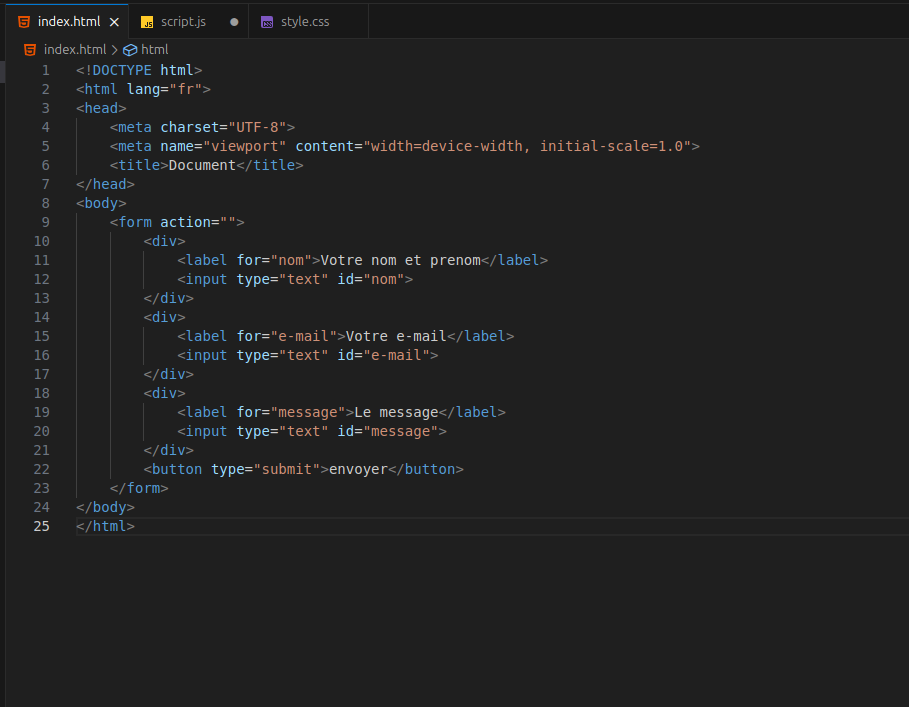 index.html × script.js ● style.css
index.html > html
1 <!DOCTYPE html>
2 <html lang="fr">
3 <head>
4     <meta charset="UTF-8">
5     <meta name="viewport" content="width=device-width, initial-scale=1.0">
6     <title>Document</title>
7 </head>
8 <body>
9     <form action="">
10         <div>
11             <label for="nom">Votre nom et prenom</label>
12             <input type="text" id="nom">
13         </div>
14         <div>
15             <label for="e-mail">Votre e-mail</label>
16             <input type="text" id="e-mail">
17         </div>
18         <div>
19             <label for="message">Le message</label>
20             <input type="text" id="message">
21         </div>
22         <button type="submit">envoyer</button>
23     </form>
24 </body>
25 </html>